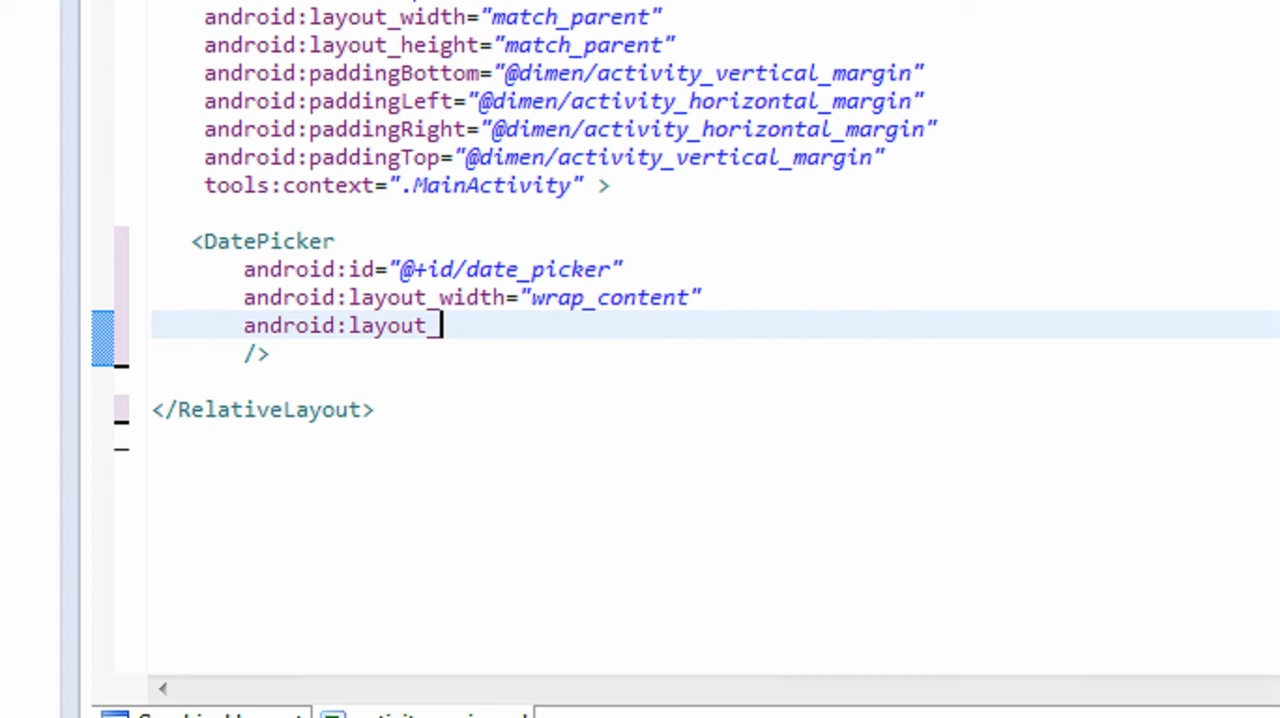 android:layout_width="match_parent"
android:layout_height="match_parent"
android:paddingBottom="@dimen/activity_vertical_margin"
android:paddingLeft="@dimen/activity_horizontal_margin"
android:paddingRight="@dimen/activity_horizontal_margin"
android:paddingTop="@dimen/activity_vertical_margin"
tools:context=".MainActivity" >
<DatePicker
android:id="@+id/date_picker"
android:layout_width="wrap_content"
android:layout_
/>
</RelativeLayout>